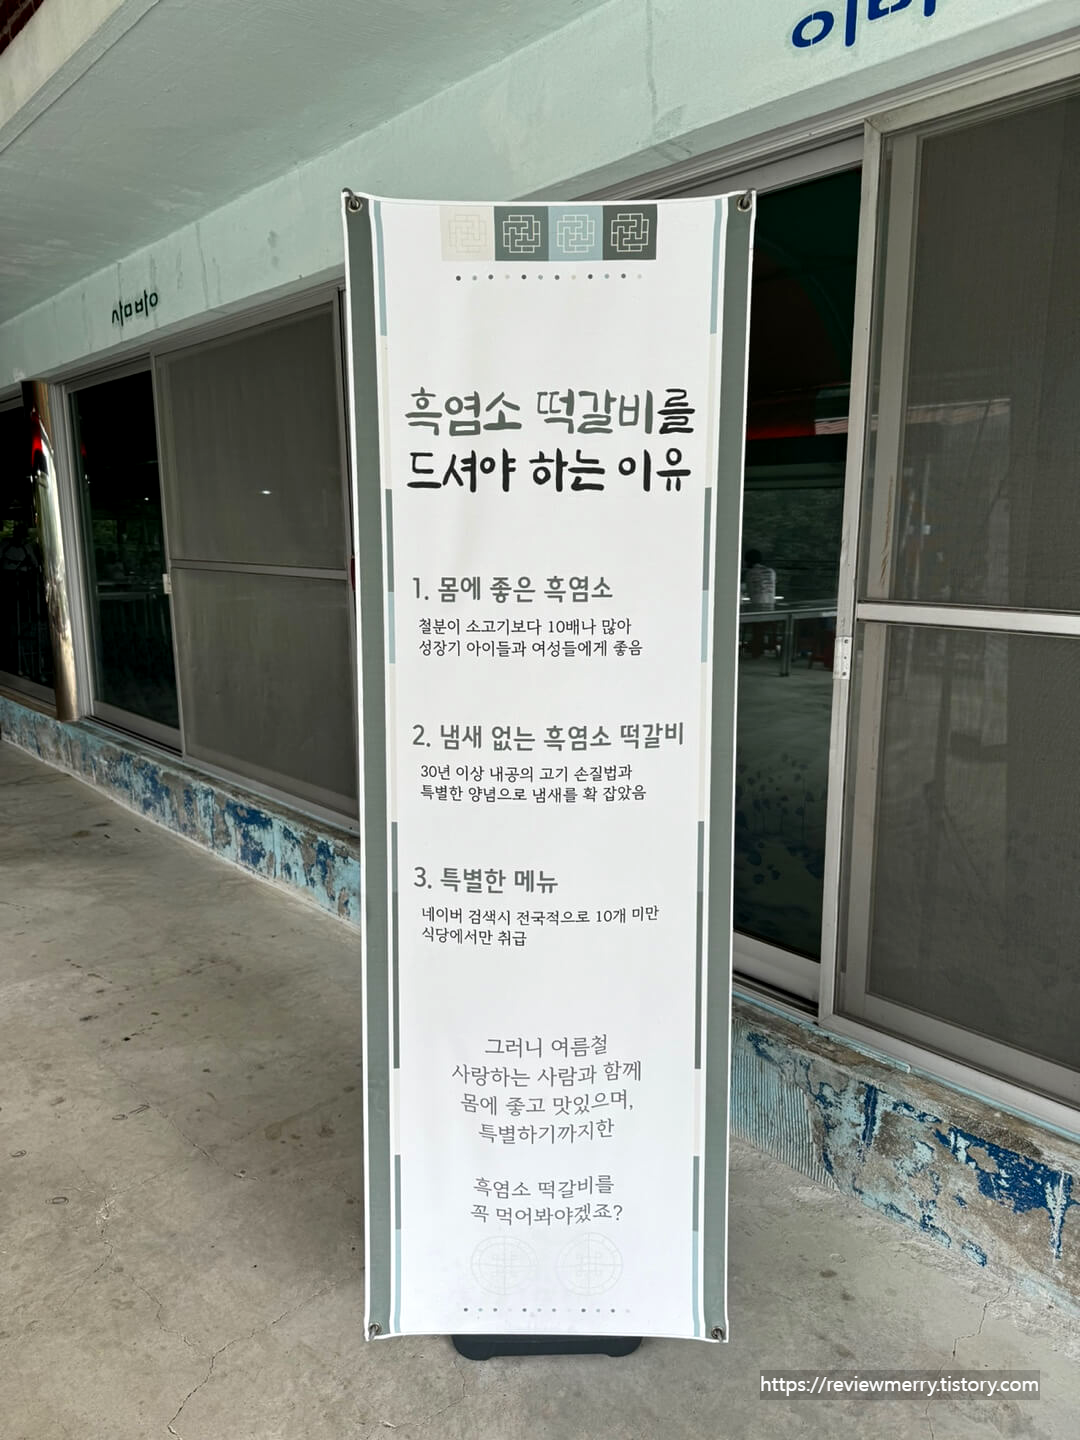 흑염소 떡갈비를
드셔야 하는 이유
1. 몸에 좋은 흑염소
철분이 소고기보다 10배나 많아
성장기 아이들과 여성들에게 좋음
2. 냄새 없는 흑염소 떡갈비
30년 이상 내공의 고기 손질법과
특별한 양념으로 냄새를 확 잡았음
3. 특별한 메뉴
네이버 검색시 전국적으로 10개 미만
식당에서만 취급
그러니 여름철
사랑하는 사람과 함께
몸에 좋고 맛있으며,
특별하기까지한
흑염소 떡갈비를
꼭 먹어봐야겠죠?
https://reviewmerry.tistory.com